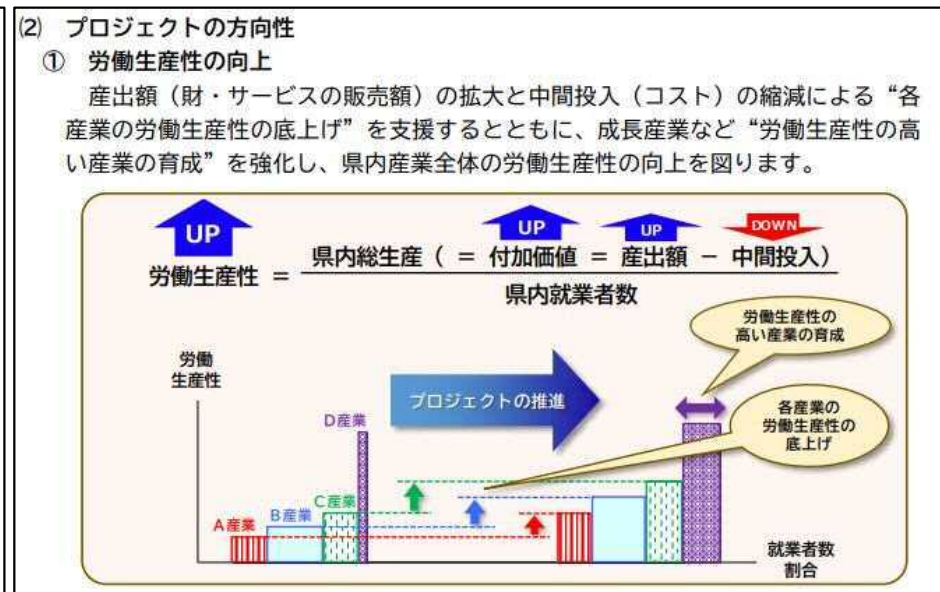 (2) プロジェクトの方向性
① 労働生産性の向上
産出額（財・サービスの販売額）の拡大と中間投入（コスト）の縮減による“各
産業の労働生産性の底上げ”を支援するとともに、成長産業など“労働生産性の高
い産業の育成”を強化し、県内産業全体の労働生産性の向上を図ります。
UP
UP
UP
DOWN
労働生産性 =
県内総生産 ( = 付加価値 = 産出額 − 中間投入)
県内就業者数
労働生産性の
高い産業の育成
労働
生産性
プロジェクトの推進
各産業の
労働生産性の
底上げ
D産業
C産業
B産業
A産業
就業者数
割合